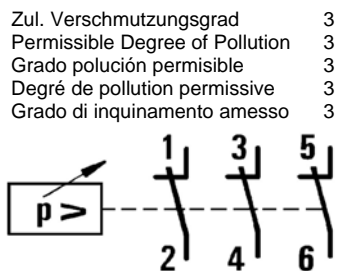 Zul. Verschmutzungsgrad 3
Permissible Degree of Pollution 3
Grado polución permisible 3
Degré de pollution permissive 3
Grado di inquinamento amesso 3
1 3 5
p >
2 4 6